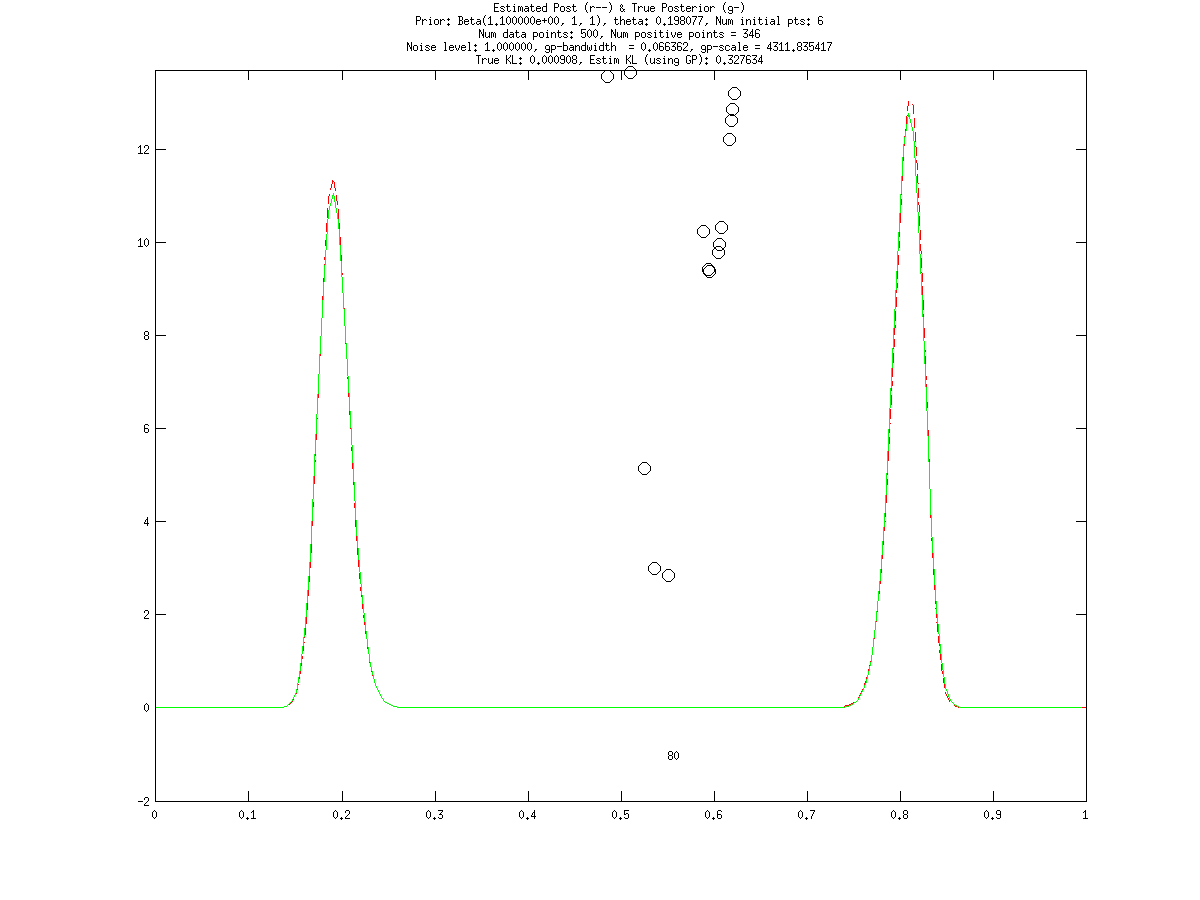 Estimated Post (r--) & True Posterior (g-)
Prior: Beta(1.100000e+00, 1, 1), theta: 0.198077, Num initial pts: 6
Num data points: 500, Num positive points = 346
Noise level: 1.000000, gp-bandwidth  = 0.066362, gp-scale = 4311.835417
True KL: 0.000908, Estim KL (using GP): 0.327634
12
10
8
6
4
2
0
80
-2
0 0.1 0.2 0.3 0.4 0.5 0.6 0.7 0.8 0.9 1